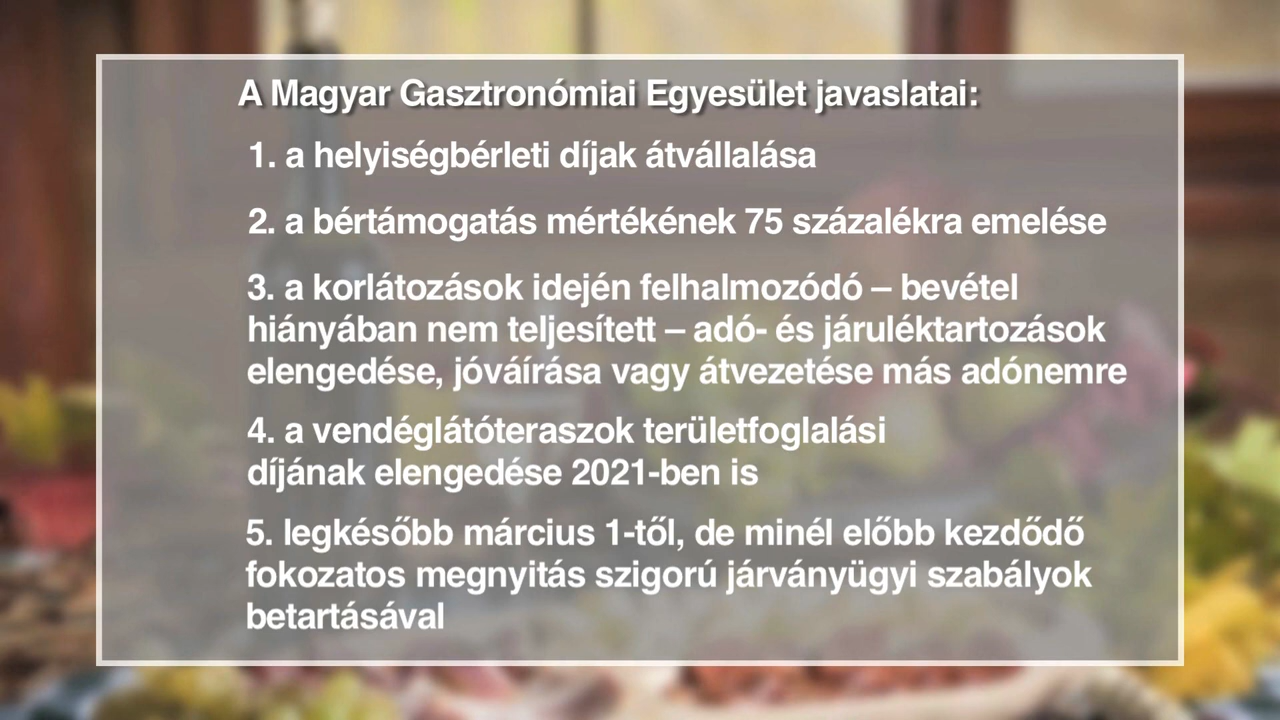 A Magyar Gasztronómiai Egyesület javaslatai:
1. a helyiségbérleti díjak átvállalása
2. a bértámogatás mértékének 75 százalékra emelése
3. a korlátozások idején felhalmozódó – bevétel
hiányában nem teljesített – adó- és járuléktartozások
elengedése, jóváírása vagy átvezetése más adónemre
4. a vendéglátóteraszok területfoglalási
díjának elengedése 2021-ben is
5. legkésőbb március 1-től, de minél előbb kezdődő
fokozatos megnyitás szigorú járványügyi szabályok
betartásával